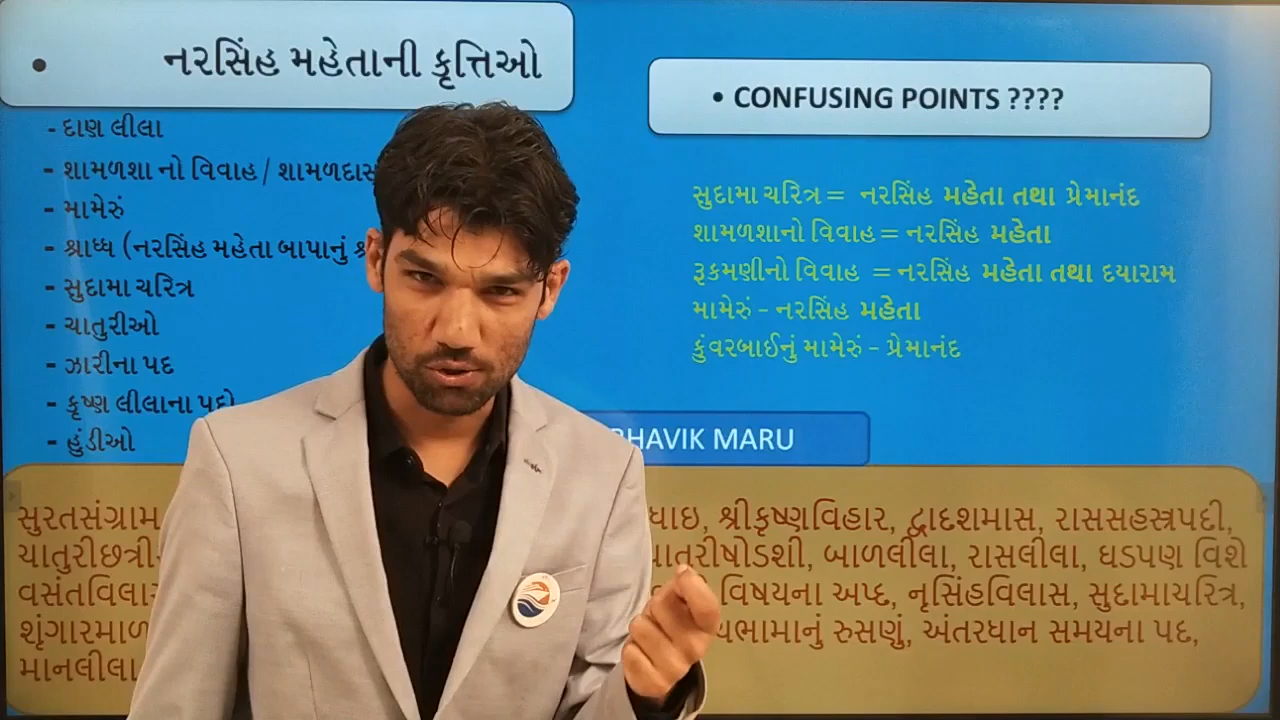 • નરસિંહ મહેતાની કૃત્તિઓ
- દાણ લીલા
- શામળશા નો વિવાહ / શામળદાસ
- મામેરું
- શ્રાધ્ધ (નરસિંહ મહેતા બાપાનું
- સુદામા ચરિત્ર
- ચાતુરીઓ
- ઝારીના પદ
- કૃષ્ણ લીલાના પદો
- હુંડીઓ
• CONFUSING POINTS ????
સુદામા ચરિત્ર = નરસિંહ મહેતા તથા પ્રેમાનંદ
શામળશાનો વિવાહ = નરસિંહ મહેતા
રૂકમણીનો વિવાહ = નરસિંહ મહેતા તથા દયારામ
મામેરું - નરસિંહ મહેતા
કુંવરબાઈનું મામેરું - પ્રેમાનંદ
BHAVIK MARU
સુરતસંગ્રામ ધાઇ, શ્રીકૃષ્ણવિહાર, દ્વાદશમાસ, રાસસહસ્ત્રપદી,
ચાતુરીછત્રી ચાતરીષોડશી, બાળલીલા, રાસલીલા, ઘડપણ વિશે
વસંતવિલા વિષયના અપ્દ, નૃસિંહવિલાસ, સુદામાચરિત્ર,
શૃંગારમાળ યભામાનું રુસણું, અંતરધાન સમયના પદ,
માનલીલા